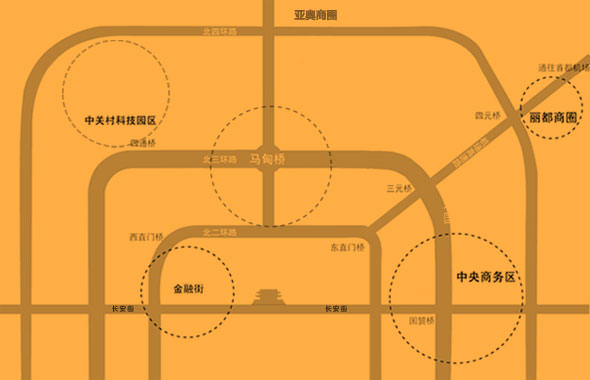 亚奥商圈
北四环路
通往首都机场
四元桥
丽都商圈
中关村科技园区
四通桥
北三环路
马甸桥
三元桥
北二环路
西直门桥
东直门桥
金融街
中央商务区
长安街
长安街
国贸桥